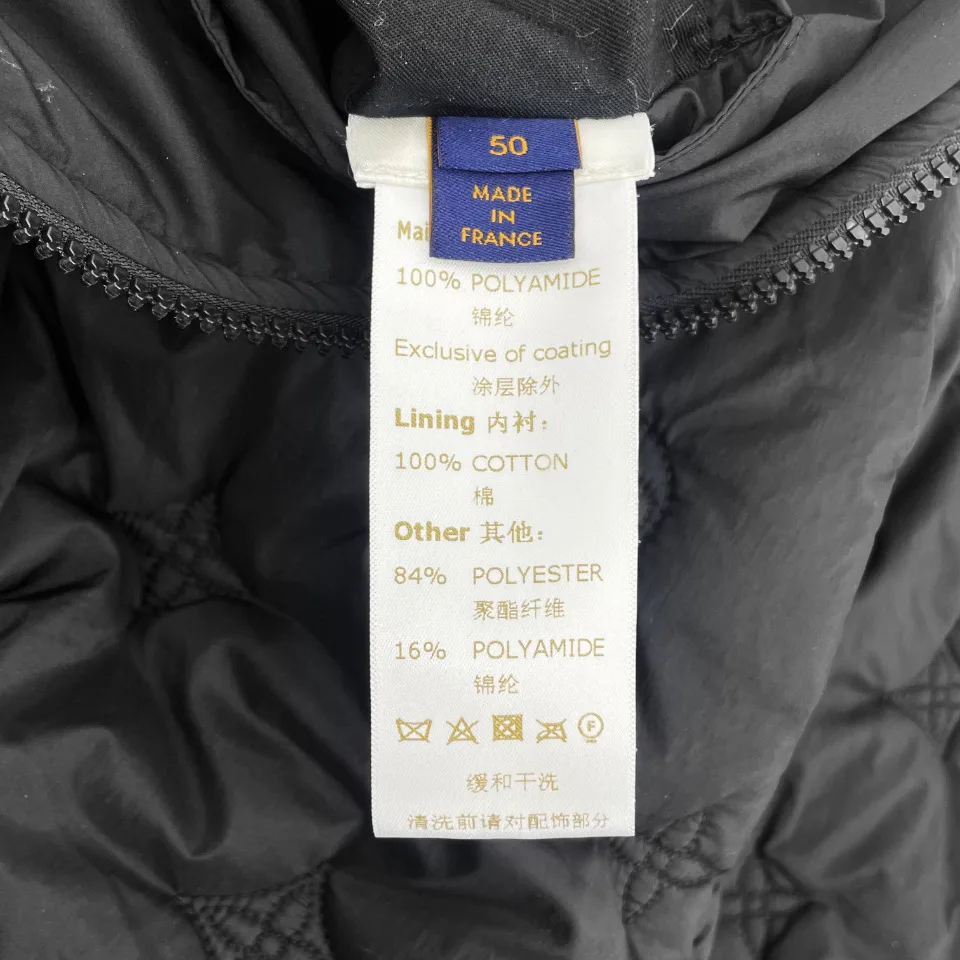 50
MADE
IN
FRANCE
100% POLYAMIDE
锦纶
Exclusive of coating
涂层除外
Lining 内衬:
100% COTTON
棉
Other 其他:
84% POLYESTER
聚酯纤维
16% POLYAMIDE
锦纶
F
缓和干洗
清洗前请对配饰部分